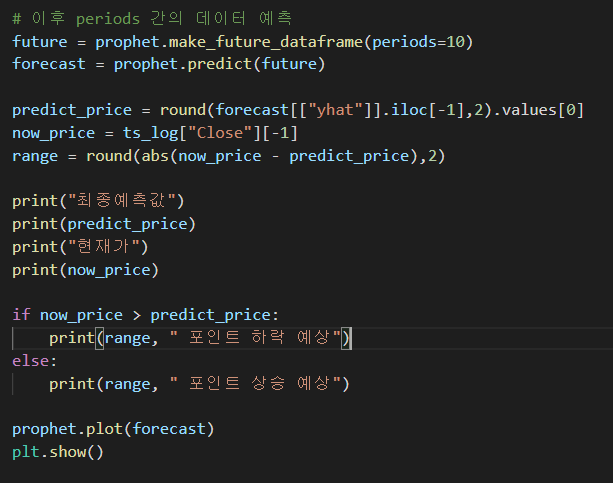 # 이후 periods 간의 데이터 예측
future = prophet.make_future_dataframe(periods=10)
forecast = prophet.predict(future)
predict_price = round(forecast[["yhat"]].iloc[-1],2).values[0]
now_price = ts_log["Close"][-1]
range = round(abs(now_price - predict_price),2)
print("최종예측값")
print(predict_price)
print("현재가")
print(now_price)
if now_price > predict_price:
    print(range, " 포인트 하락 예상")
else:
    print(range, " 포인트 상승 예상")
prophet.plot(forecast)
plt.show()